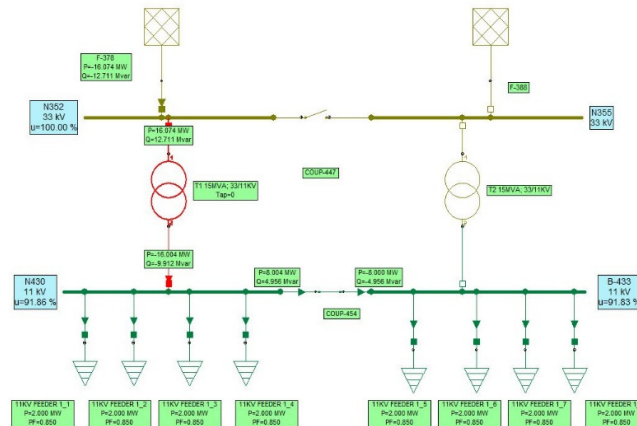 F-378
P=-16.074 MW
Q=-12.711 Mvar
F-388
N352
33 kV
u=100.00 %
N355
33 kV
P=16.074 MW
Q=12.711 Mvar
COUP-447
T1 15MVA; 33/11KV
Tap=0
T2 15MVA; 33/11KV
P=-16.004 MW
Q=-9.912 Mvar
N430
11 kV
u=91.86 %
P=8.004 MW
Q=4.956 Mvar
P=-8.000 MW
Q=-4.956 Mvar
B-433
11 kV
u=91.83 %
COUP-454
11KV FEEDER 1_1
P=2.000 MW
PF=0.850
11KV FEEDER 1_2
P=2.000 MW
PF=0.850
11KV FEEDER 1_3
P=2.000 MW
PF=0.850
11KV FEEDER 1_4
P=2.000 MW
PF=0.850
11KV FEEDER 1_5
P=2.000 MW
PF=0.850
11KV FEEDER 1_6
P=2.000 MW
PF=0.850
11KV FEEDER 1_7
P=2.000 MW
PF=0.850
11KV FEEDER 1_
P=2.000 MW
PF=0.850